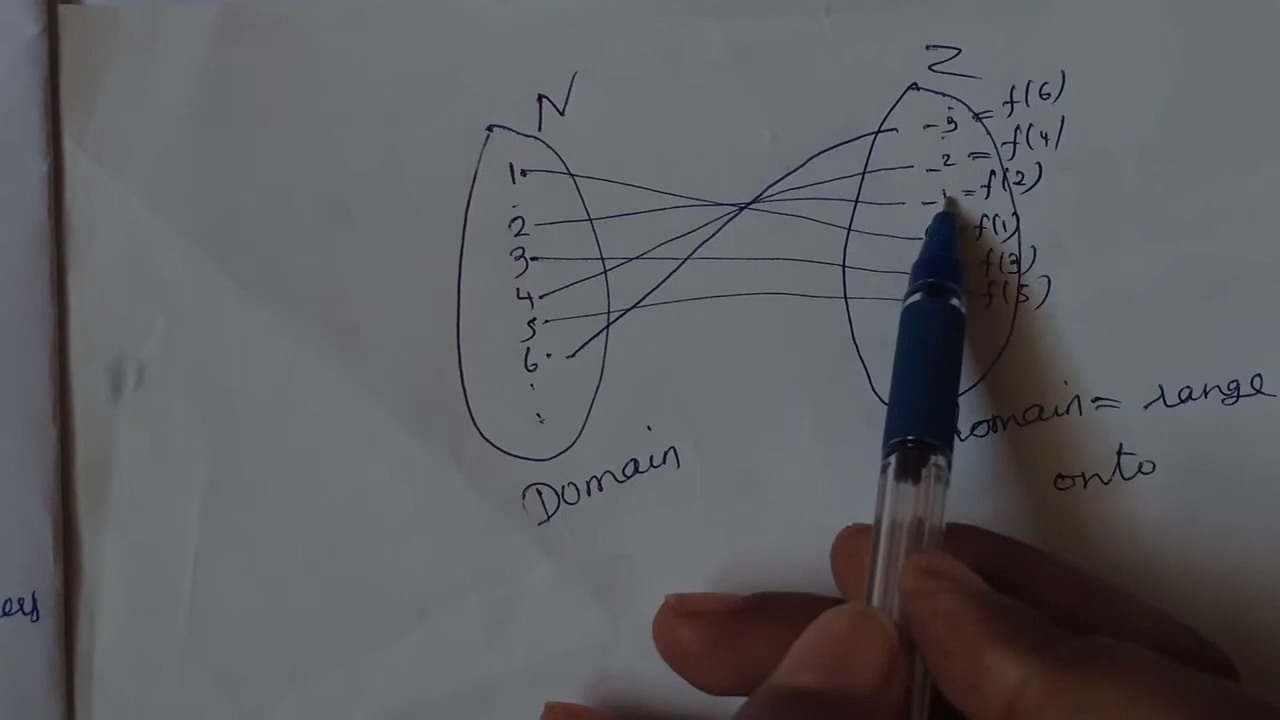 N
Z
1
2
3
4
5
6
-3 = f(6)
-2 = f(4)
-1 = f(2)
f(1)
f(3)
f(5)
Domain
omain = range
onto